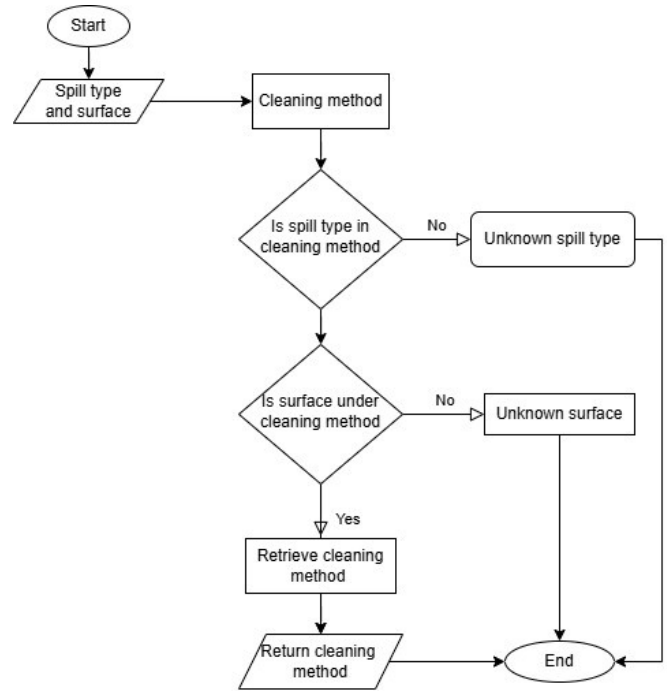 Start
Spill type
and surface
Cleaning method
Is spill type in
cleaning method
No
Unknown spill type
Is surface under
cleaning method
No
Unknown surface
Yes
Retrieve cleaning
method
Return cleaning
method
End